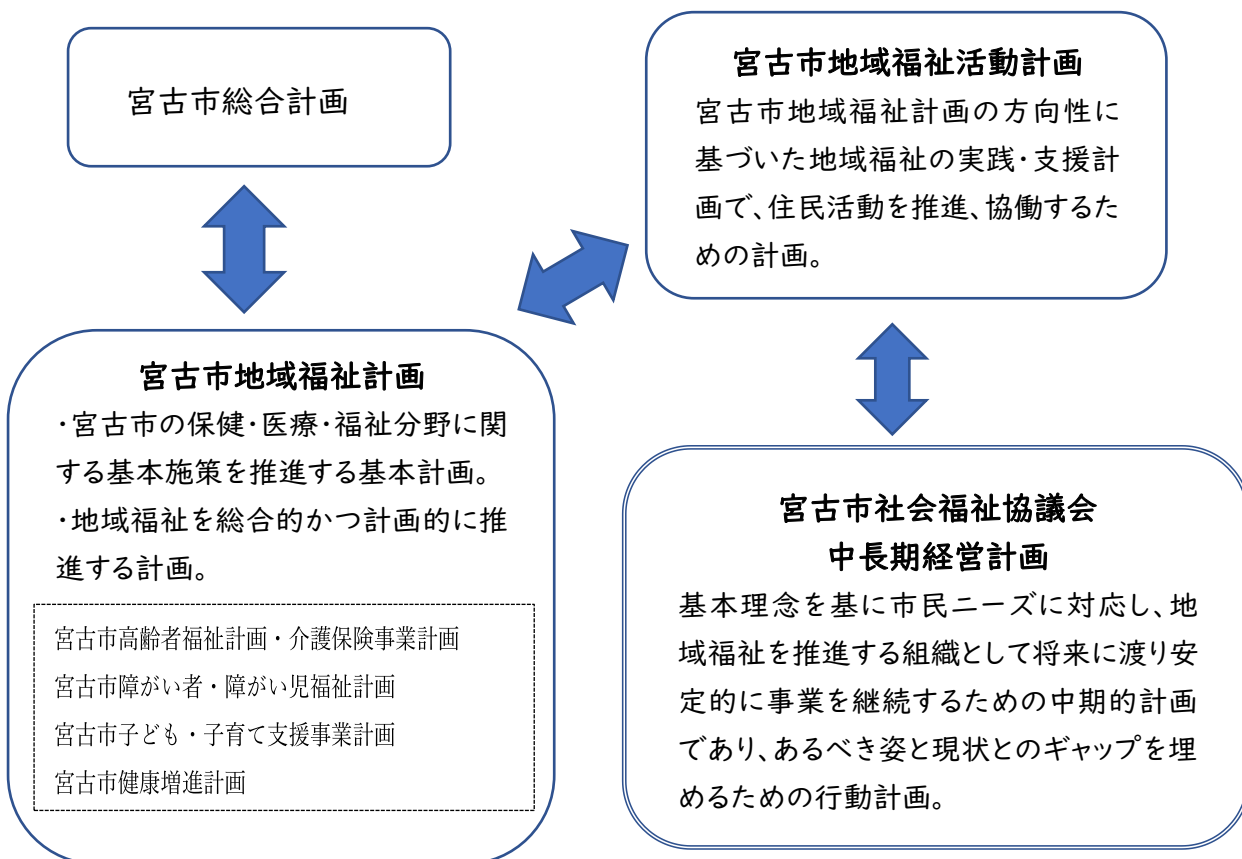 宮古市総合計画
宮古市地域福祉活動計画
宮古市地域福祉計画の方向性に
基づいた地域福祉の実践・支援計
画で、住民活動を推進、協働するた
めの計画。
宮古市地域福祉計画
・宮古市の保健・医療・福祉分野に関
する基本施策を推進する基本計画。
・地域福祉を総合的かつ計画的に推
進する計画。
宮古市高齢者福祉計画・介護保険事業計画
宮古市障がい者・障がい児福祉計画
宮古市子ども・子育て支援事業計画
宮古市健康増進計画
宮古市社会福祉協議会
中長期経営計画
基本理念を基に市民ニーズに対応し、地
域福祉を推進する組織として将来に渡り安
定的に事業を継続するための中期的計画
であり、あるべき姿と現状とのギャップを埋
めるための行動計画。